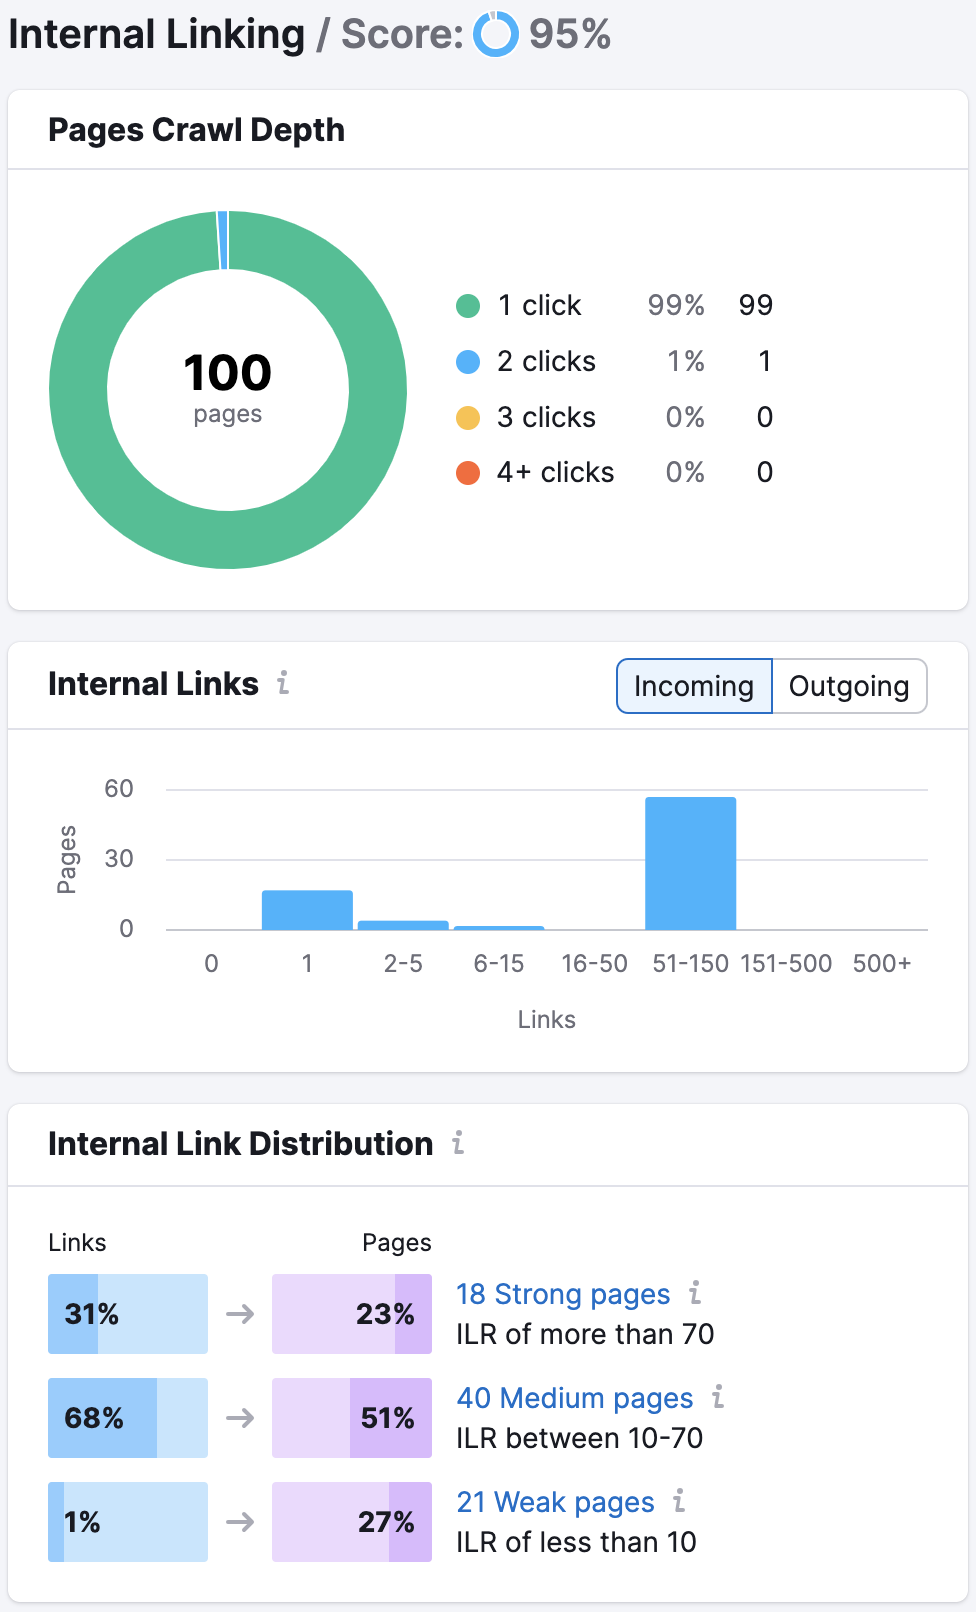 Internal Linking / Score: 95%
Pages Crawl Depth
100
pages
1 click 99% 99
2 clicks 1% 1
3 clicks 0% 0
4+ clicks 0% 0
Internal Links i
Incoming Outgoing
Pages
60
30
0
0 1 2-5 6-15 16-50 51-150 151-500 500+
Links
Internal Link Distribution i
Links Pages
31% → 23% 18 Strong pages i
ILR of more than 70
68% → 51% 40 Medium pages i
ILR between 10-70
1% → 27% 21 Weak pages i
ILR of less than 10